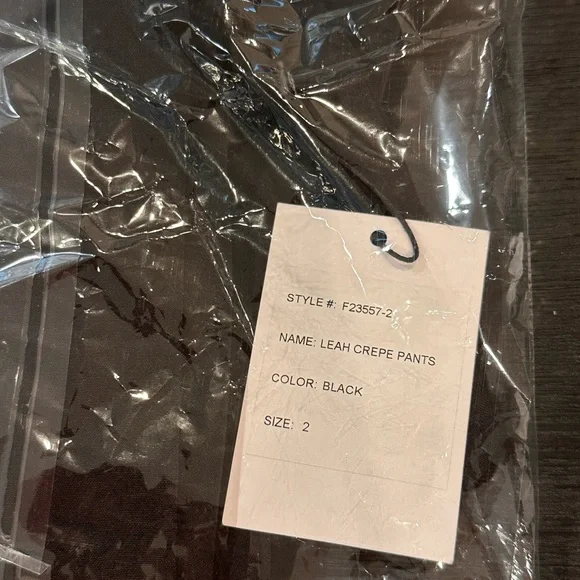 STYLE #: F23557-2
NAME: LEAH CREPE PANTS
COLOR: BLACK
SIZE: 2